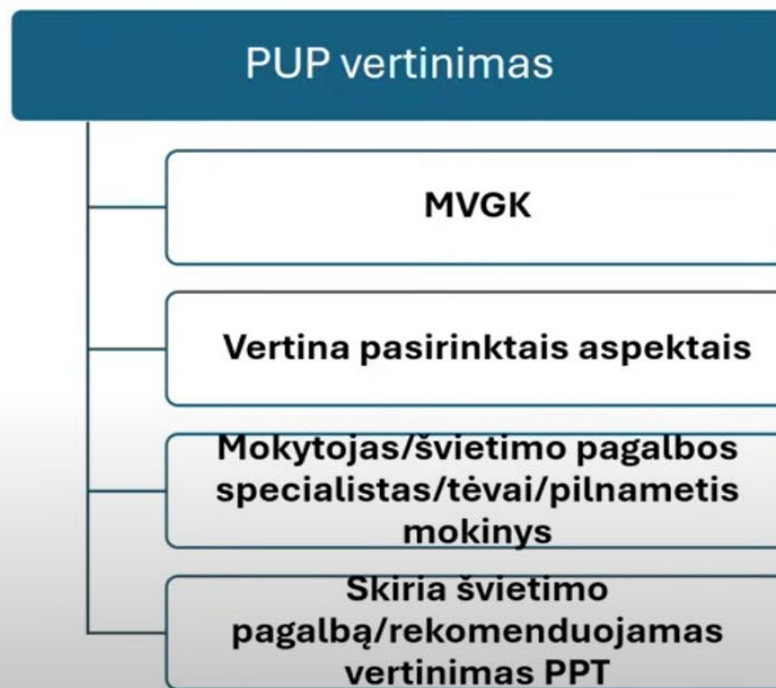 PUP vertinimas
MVGK
Vertina pasirinktais aspektais
Mokytojas/švietimo pagalbos
specialistas/tėvai/pilnametis
mokinys
Skiria švietimo
pagalbą/rekomenduojamas
vertinimas PPT